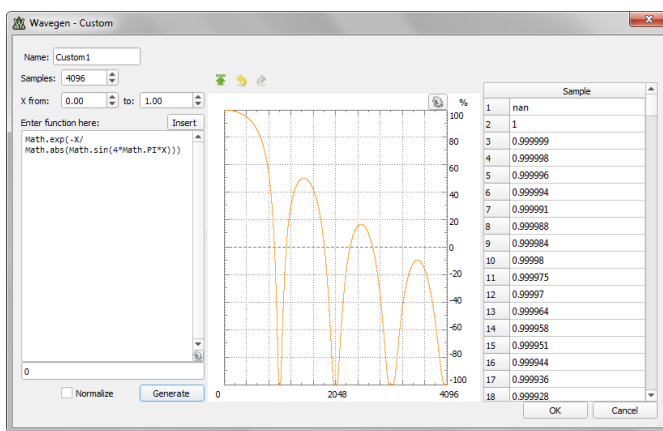 Wavegen - Custom
Name: Custom1
Samples: 4096
X from: 0.00 to: 1.00
Enter function here: Insert
Math.exp(-X/
Math.abs(Math.sin(4*Math.PI*X)))
0
Normalize Generate
%
100
80
60
40
20
0
-20
-40
-60
-80
-100
0 2048 4096
Sample
1 nan
2 1
3 0.999999
4 0.999998
5 0.999996
6 0.999994
7 0.999991
8 0.999988
9 0.999984
10 0.99998
11 0.999975
12 0.99997
13 0.999964
14 0.999958
15 0.999951
16 0.999944
17 0.999936
18 0.999928
OK Cancel